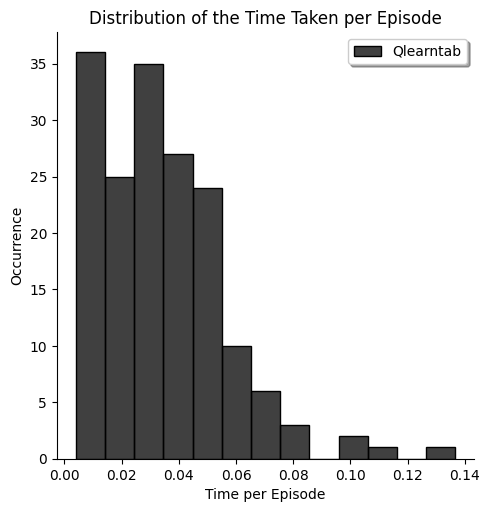 Distribution of the Time Taken per Episode
Qlearntab
35
30
25
20
15
10
5
0
Occurrence
0.00 0.02 0.04 0.06 0.08 0.10 0.12 0.14
Time per Episode